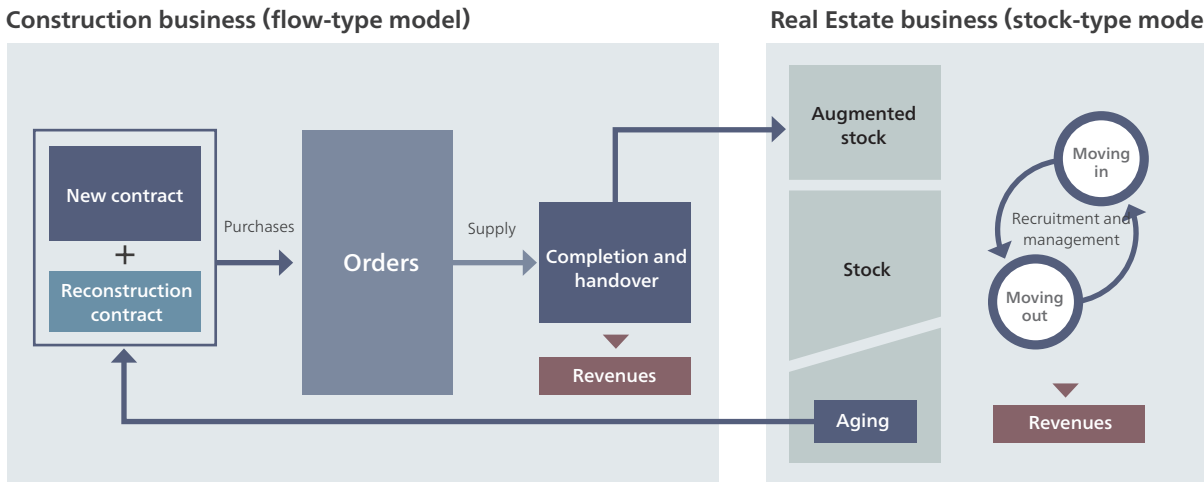 Construction business (flow-type model)
New contract
+
Reconstruction
contract
Purchases
Orders
Supply
Completion and
handover
Revenues
Real Estate business (stock-type mode
Augmented
stock
Stock
Aging
Moving
in
Recruitment and
management
Moving
out
Revenues